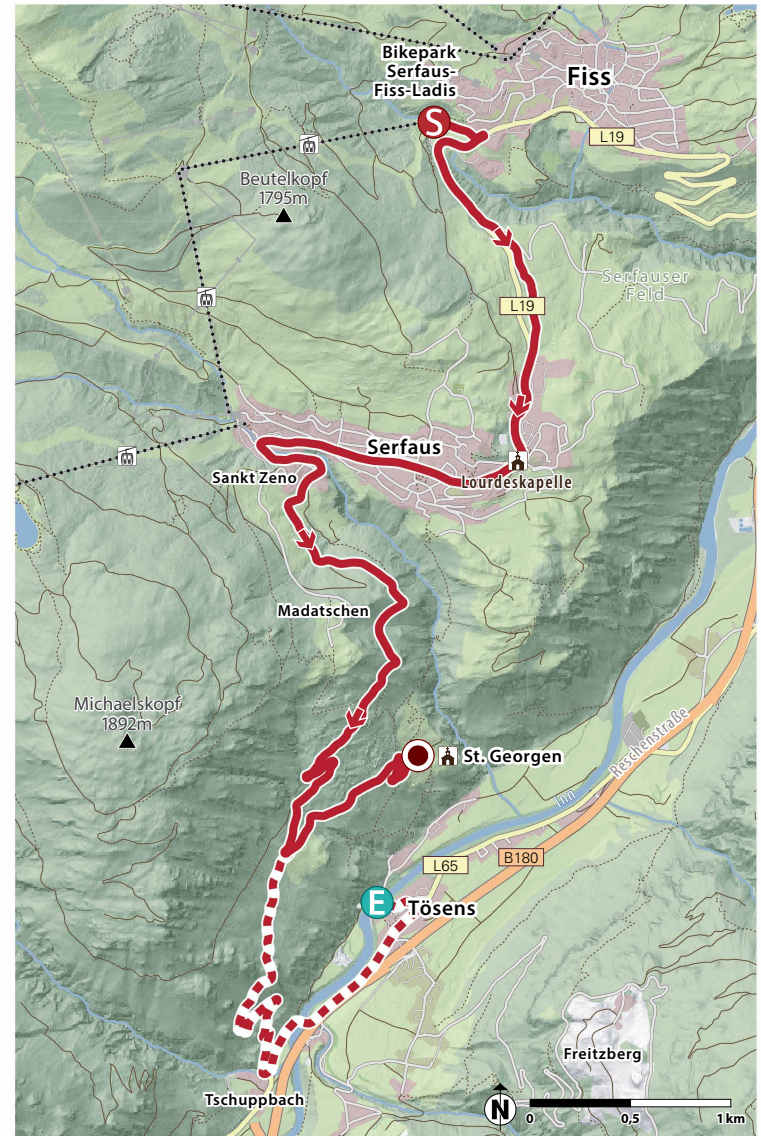 Bikepark
Serfaus-
Fiss-Ladis
Fiss
S
L19
Beutelkopf
1795m
Serfauser
Feld
L19
Serfaus
Sankt Zeno
Lourdeskapelle
Madatschen
Michaelskopf
1892m
Reschenstraße
St. Georgen
Inn
B180
L65
E
Tösens
Freitzberg
Tschuppbach
N
0
0,5
1 km